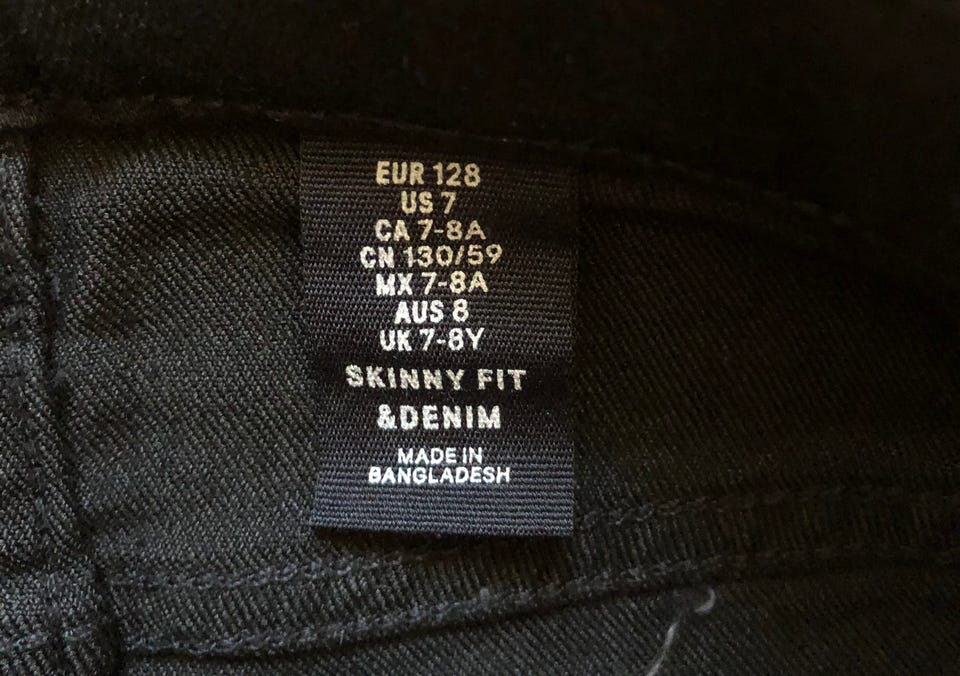 EUR 128
US 7
CA 7-8A
CN 130/59
MX 7-8A
AUS 8
UK 7-8Y
SKINNY FIT
&DENIM
MADE IN
BANGLADESH